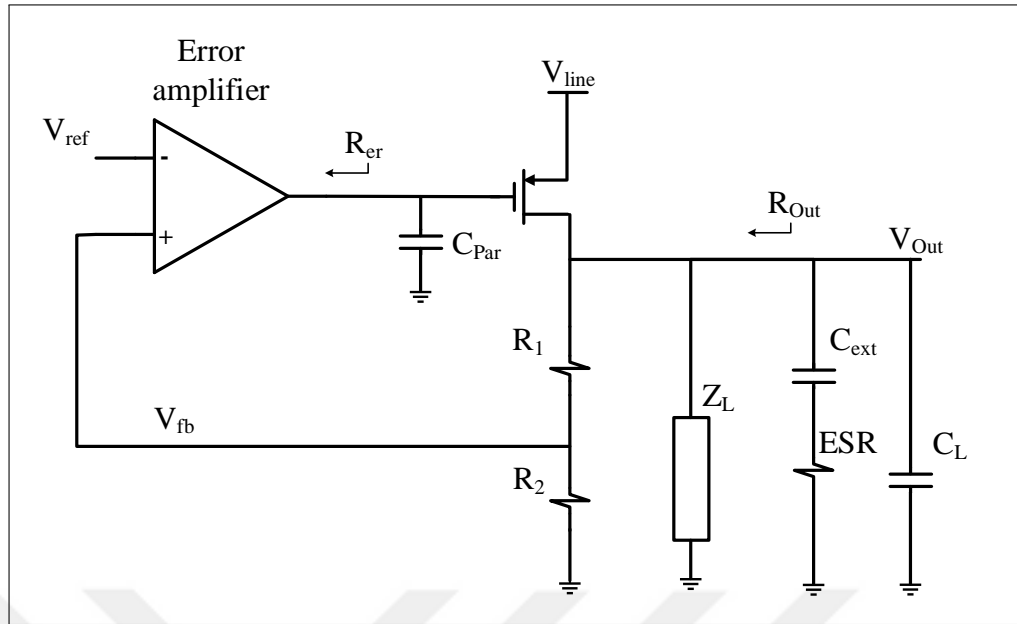 Error
amplifier
V_line
V_ref
-
R_er
+
C_Par
R_Out
V_Out
R_1
C_ext
Z_L
V_fb
ESR
C_L
R_2